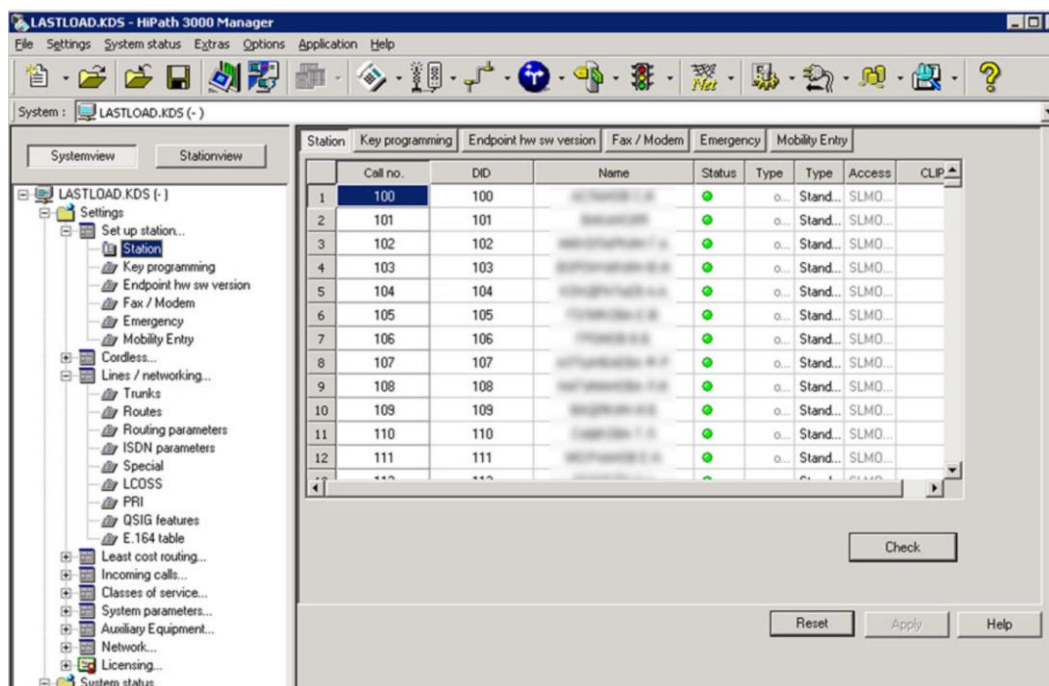 LASTLOAD.KDS - HiPath 3000 Manager
File Settings System status Extras Options Application Help
Net
System : LASTLOAD.KDS (- )
Systemview Stationview
LASTLOAD.KDS (- )
Settings
Set up station...
Station
Key programming
Endpoint hw sw version
Fax / Modem
Emergency
Mobility Entry
Cordless...
Lines / networking...
Trunks
Routes
Routing parameters
ISDN parameters
Special
LCOSS
PRI
QSIG features
E.164 table
Least cost routing...
Incoming calls...
Classes of service...
System parameters...
Auxiliary Equipment...
Network...
Licensing...
System status
Station Key programming Endpoint hw sw version Fax / Modem Emergency Mobility Entry
Call no. DID Name Status Type Type Access CLIP
1 100 100 o... Stand... SLMO...
2 101 101 o... Stand... SLMO...
3 102 102 o... Stand... SLMO...
4 103 103 o... Stand... SLMO...
5 104 104 o... Stand... SLMO...
6 105 105 o... Stand... SLMO...
7 106 106 o... Stand... SLMO...
8 107 107 o... Stand... SLMO...
9 108 108 o... Stand... SLMO...
10 109 109 o... Stand... SLMO...
11 110 110 o... Stand... SLMO...
12 111 111 o... Stand... SLMO...
Check
Reset Apply Help